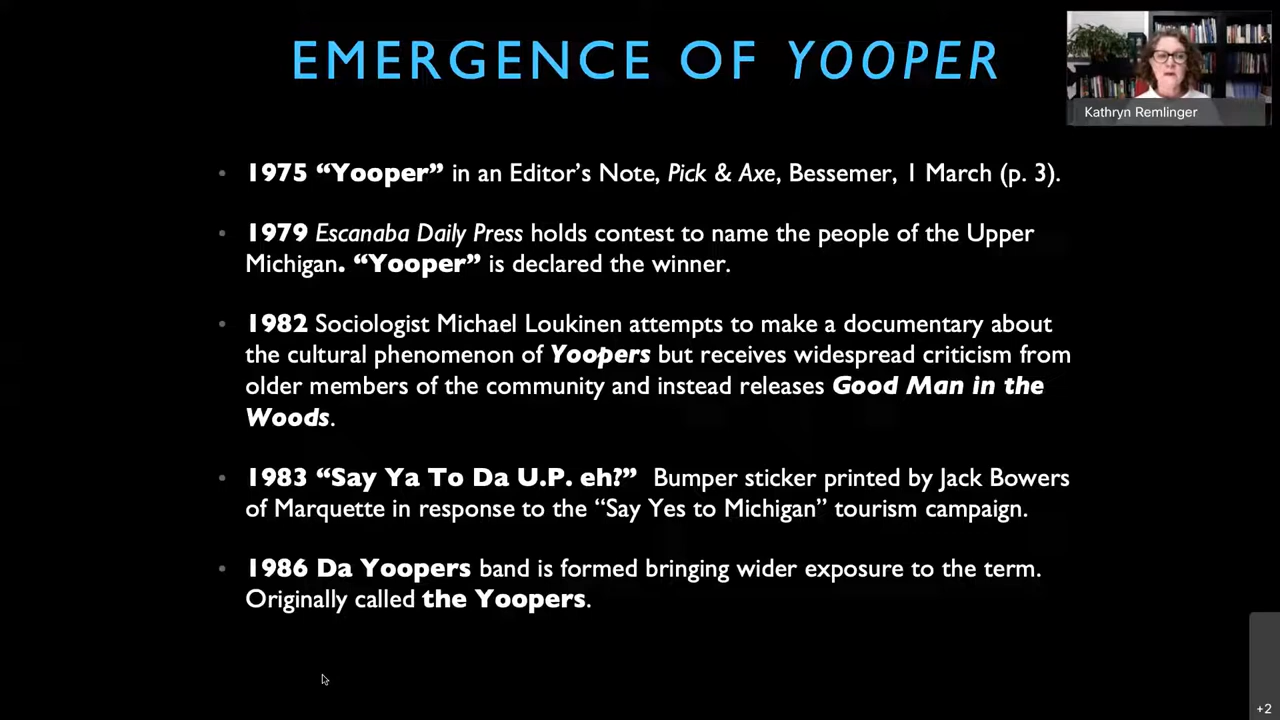 EMERGENCE OF YOOPER
Kathryn Remlinger
• 1975 “Yooper” in an Editor’s Note, Pick & Axe, Bessemer, 1 March (p. 3).
• 1979 Escanaba Daily Press holds contest to name the people of the Upper
Michigan. “Yooper” is declared the winner.
• 1982 Sociologist Michael Loukinen attempts to make a documentary about
the cultural phenomenon of Yoopers but receives widespread criticism from
older members of the community and instead releases Good Man in the
Woods.
• 1983 “Say Ya To Da U.P. eh?” Bumper sticker printed by Jack Bowers
of Marquette in response to the “Say Yes to Michigan” tourism campaign.
• 1986 Da Yoopers band is formed bringing wider exposure to the term.
Originally called the Yoopers.
+2